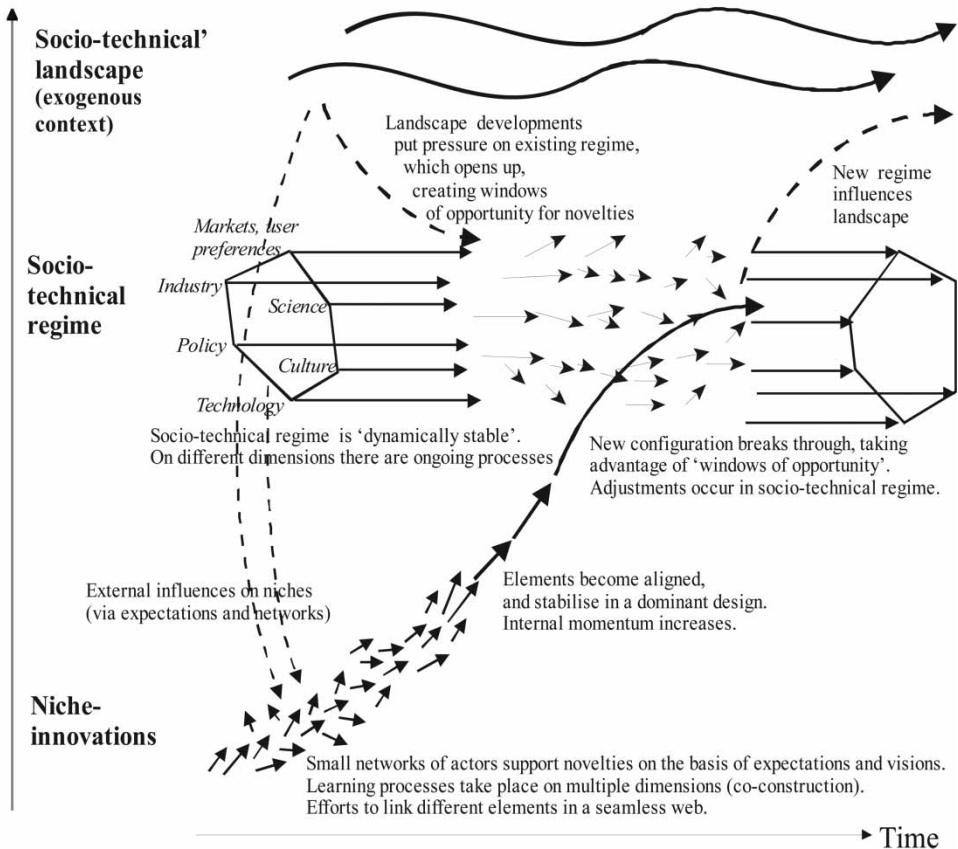 Socio-technical’
landscape
(exogenous
context)
Landscape developments
put pressure on existing regime,
which opens up,
creating windows
of opportunity for novelties
New regime
influences
landscape
Socio-
technical
regime
Markets, user
preferences
Industry
Science
Policy
Culture
Technology
Socio-technical regime is ‘dynamically stable’.
On different dimensions there are ongoing processes
New configuration breaks through, taking
advantage of ‘windows of opportunity’.
Adjustments occur in socio-technical regime.
External influences on niches
(via expectations and networks)
Elements become aligned,
and stabilise in a dominant design.
Internal momentum increases.
Niche-
innovations
Small networks of actors support novelties on the basis of expectations and visions.
Learning processes take place on multiple dimensions (co-construction).
Efforts to link different elements in a seamless web.
Time